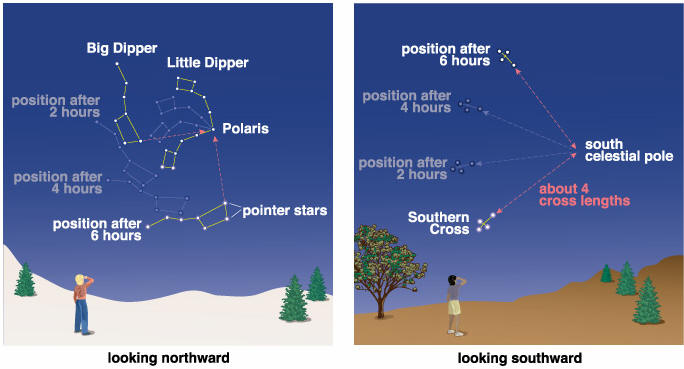 Big Dipper
Little Dipper
position after
2 hours
Polaris
position after
4 hours
pointer stars
position after
6 hours
looking northward
position after
6 hours
position after
4 hours
south
celestial pole
position after
2 hours
about 4
cross lengths
Southern
Cross
looking southward